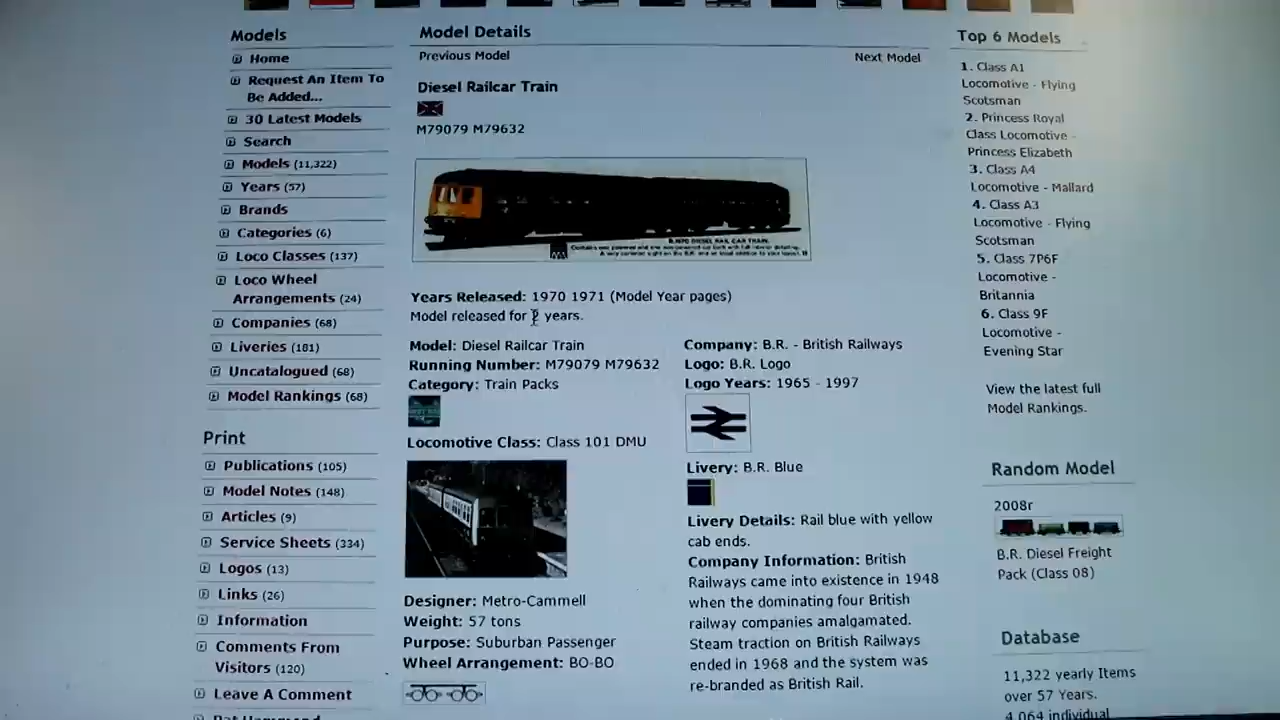 Models
Home
Request An Item To
Be Added...
30 Latest Models
Search
Models (11,322)
Years (57)
Brands
Categories (6)
Loco Classes (137)
Loco Wheel
Arrangements (24)
Companies (68)
Liveries (181)
Uncatalogued (68)
Model Rankings (68)
Print
Publications (105)
Model Notes (148)
Articles (9)
Service Sheets (334)
Logos (13)
Links (26)
Information
Comments From
Visitors (120)
Leave A Comment
Model Details
Previous Model
Next Model
Diesel Railcar Train
M79079 M79632
Years Released: 1970 1971 (Model Year pages)
Model released for 2 years.
Model: Diesel Railcar Train
Running Number: M79079 M79632
Category: Train Packs
Locomotive Class: Class 101 DMU
Designer: Metro-Cammell
Weight: 57 tons
Purpose: Suburban Passenger
Wheel Arrangement: BO-BO
Company: B.R. - British Railways
Logo: B.R. Logo
Logo Years: 1965 - 1997
Livery: B.R. Blue
Livery Details: Rail blue with yellow
cab ends.
Company Information: British
Railways came into existence in 1948
when the dominating four British
railway companies amalgamated.
Steam traction on British Railways
ended in 1968 and the system was
re-branded as British Rail.
Top 6 Models
1. Class A1
Locomotive - Flying
Scotsman
2. Princess Royal
Class Locomotive -
Princess Elizabeth
3. Class A4
Locomotive - Mallard
4. Class A3
Locomotive - Flying
Scotsman
5. Class 7P6F
Locomotive -
Britannia
6. Class 9F
Locomotive -
Evening Star
View the latest full
Model Rankings.
Random Model
2008r
B.R. Diesel Freight
Pack (Class 08)
Database
11,322 yearly Items
over 57 Years.
4,064 individual